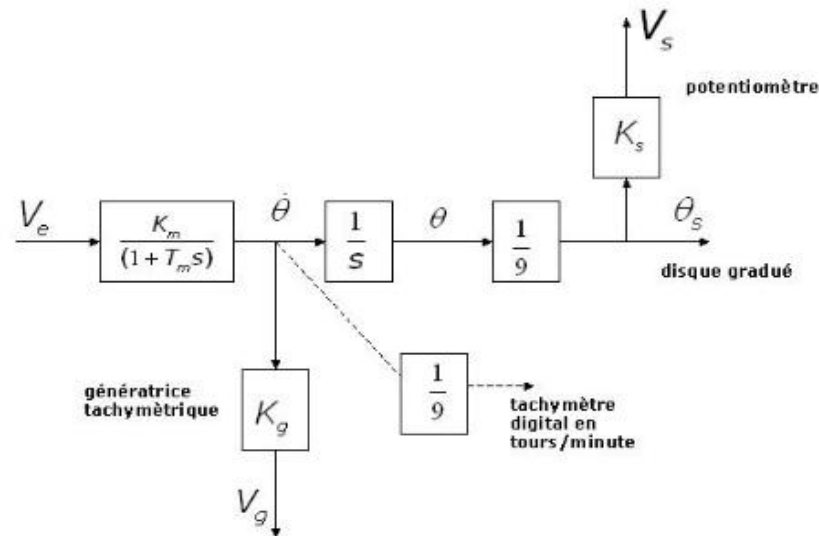 V_s
potentiomètre
K_s
V_e
K_m
(1 + T_m s)
θ̇
1
s
θ
1
9
θ_s
disque gradué
génératrice
tachymètrique
K_g
1
9
tachymètre
digital en
tours/minute
V_g